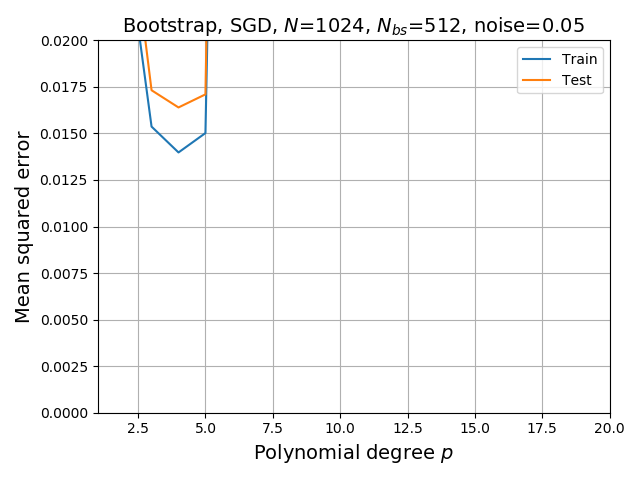 Bootstrap, SGD, N=1024, N_bs=512, noise=0.05
0.0200
0.0175
0.0150
0.0125
0.0100
0.0075
0.0050
0.0025
0.0000
Mean squared error
Train
Test
2.5 5.0 7.5 10.0 12.5 15.0 17.5 20.0
Polynomial degree p